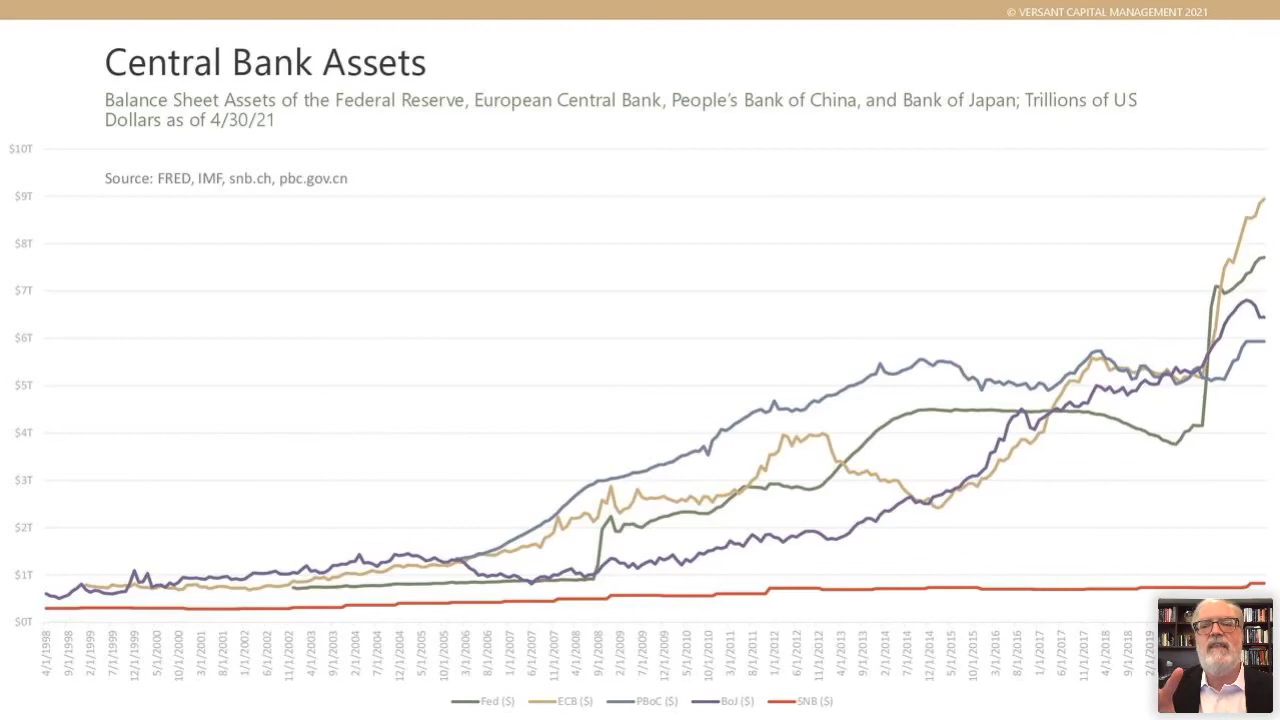 © VERSANT CAPITAL MANAGEMENT 2021
Central Bank Assets
Balance Sheet Assets of the Federal Reserve, European Central Bank, People's Bank of China, and Bank of Japan; Trillions of US
Dollars as of 4/30/21
Source: FRED, IMF, snb.ch, pbc.gov.cn
$10T
$9T
$8T
$7T
$6T
$5T
$4T
$3T
$2T
$1T
$0T
4/1/1998
9/1/1998
2/1/1999
7/1/1999
12/1/1999
5/1/2000
10/1/2000
3/1/2001
8/1/2001
1/1/2002
6/1/2002
11/1/2002
4/1/2003
9/1/2003
2/1/2004
7/1/2004
12/1/2004
5/1/2005
10/1/2005
3/1/2006
8/1/2006
1/1/2007
6/1/2007
11/1/2007
4/1/2008
9/1/2008
2/1/2009
7/1/2009
12/1/2009
5/1/2010
10/1/2010
3/1/2011
8/1/2011
1/1/2012
6/1/2012
11/1/2012
4/1/2013
9/1/2013
2/1/2014
7/1/2014
12/1/2014
5/1/2015
10/1/2015
3/1/2016
8/1/2016
1/1/2017
6/1/2017
11/1/2017
4/1/2018
9/1/2018
2/1/2019
Fed ($)
ECB ($)
PBoC ($)
BoJ ($)
SNB ($)